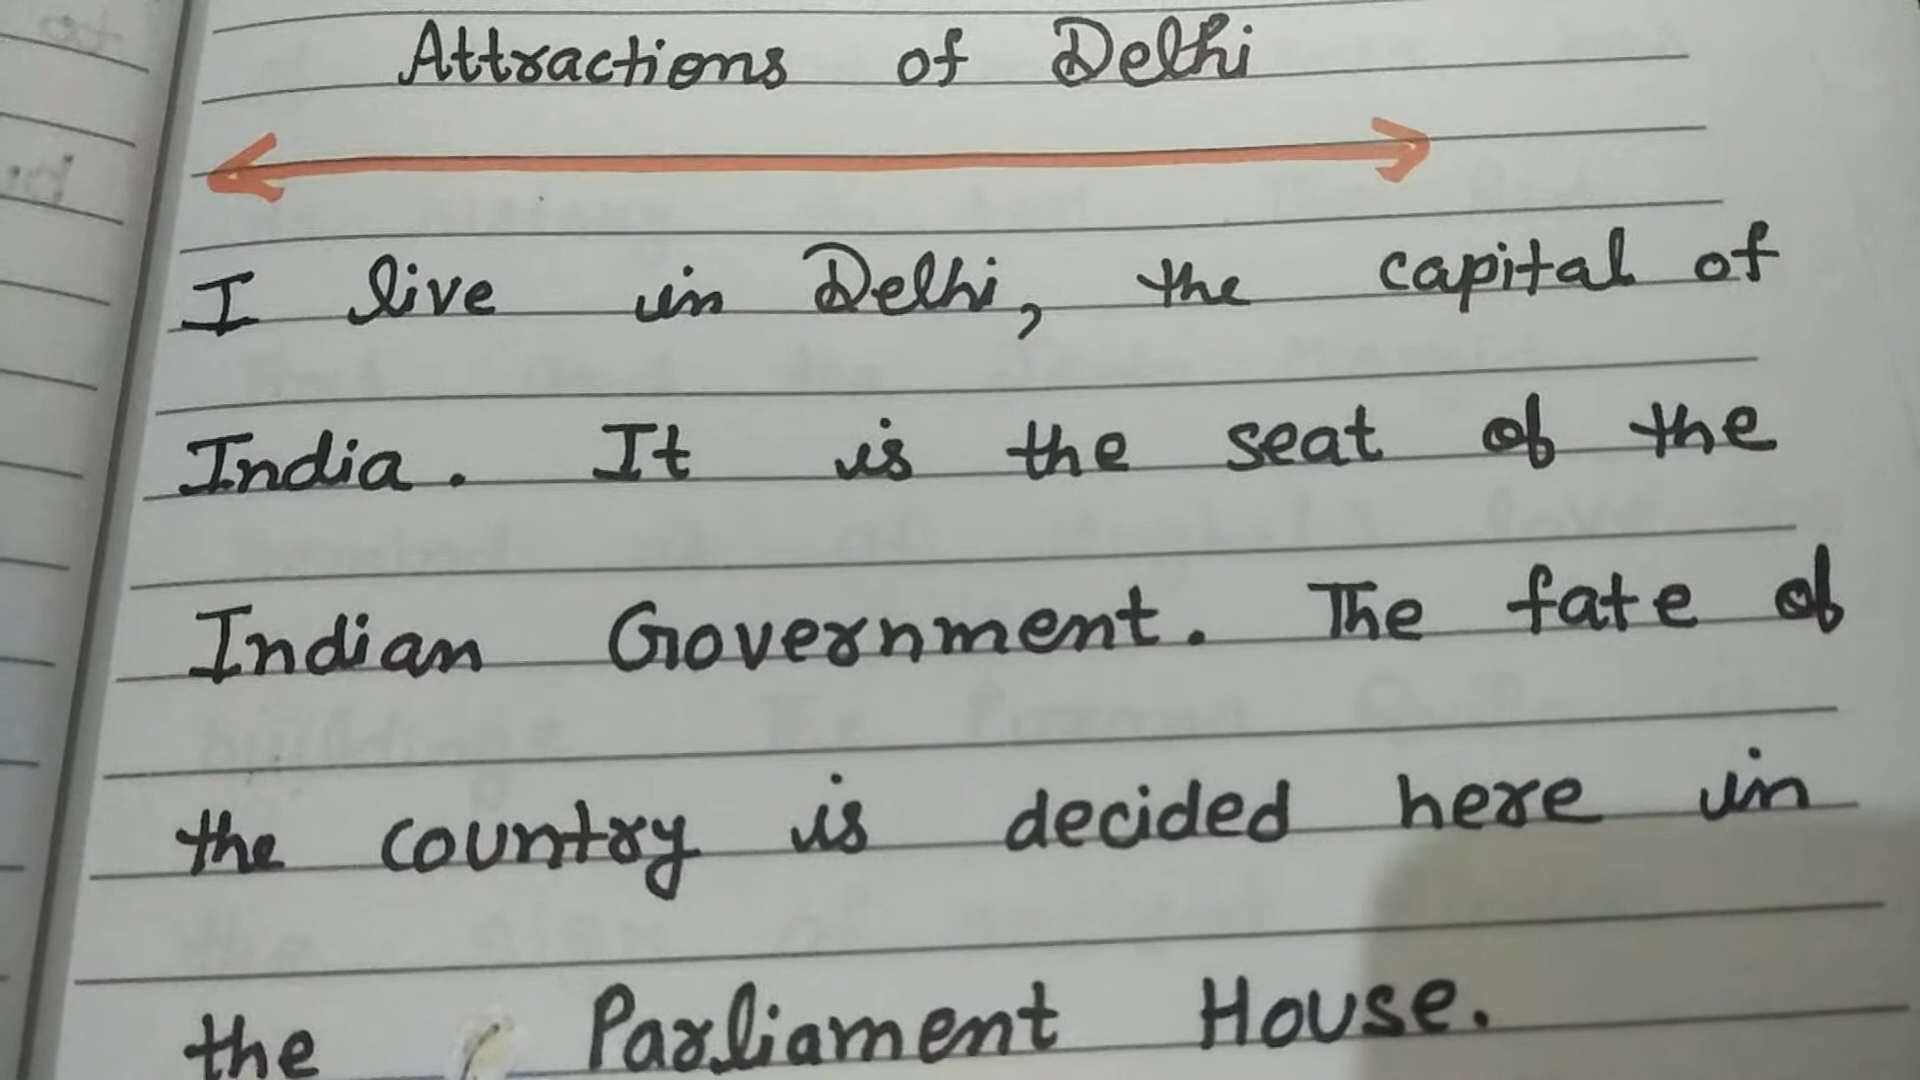 Attractions of Delhi
I live in Delhi, the capital of
India. It is the seat of the
Indian Government. The fate of
the country is decided here in
the Parliament House.